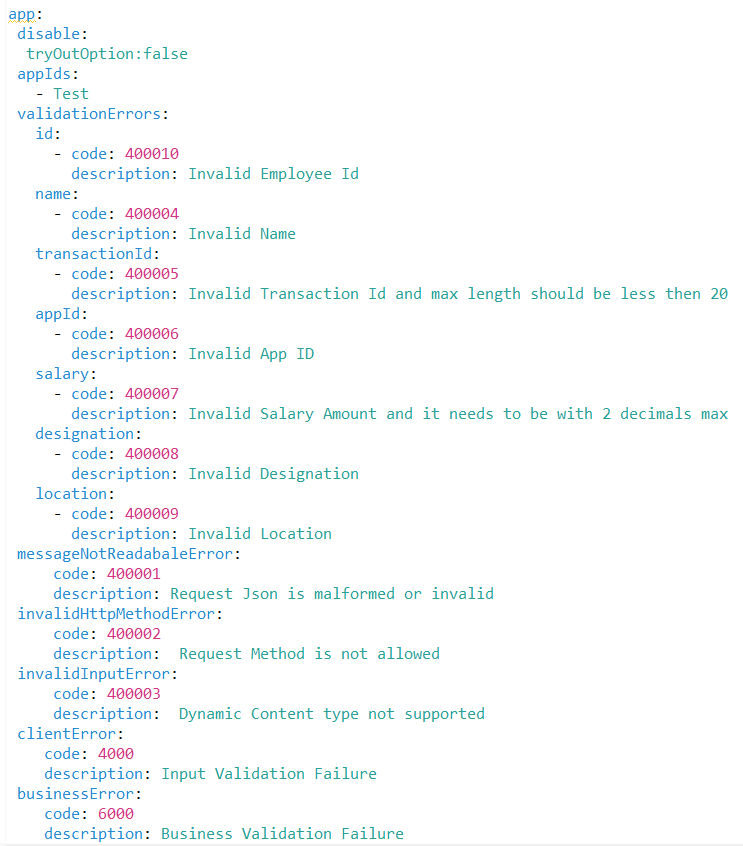 app:
 disable:
  tryOutOption:false
 appIds:
   - Test
 validationErrors:
   id:
     - code: 400010
       description: Invalid Employee Id
   name:
     - code: 400004
       description: Invalid Name
   transactionId:
     - code: 400005
       description: Invalid Transaction Id and max length should be less then 20
   appId:
     - code: 400006
       description: Invalid App ID
   salary:
     - code: 400007
       description: Invalid Salary Amount and it needs to be with 2 decimals max
   designation:
     - code: 400008
       description: Invalid Designation
   location:
     - code: 400009
       description: Invalid Location
 messageNotReadabaleError:
     code: 400001
     description: Request Json is malformed or invalid
 invalidHttpMethodError:
     code: 400002
     description:  Request Method is not allowed
 invalidInputError:
     code: 400003
     description:  Dynamic Content type not supported
 clientError:
    code: 4000
    description: Input Validation Failure
 businessError:
    code: 6000
    description: Business Validation Failure